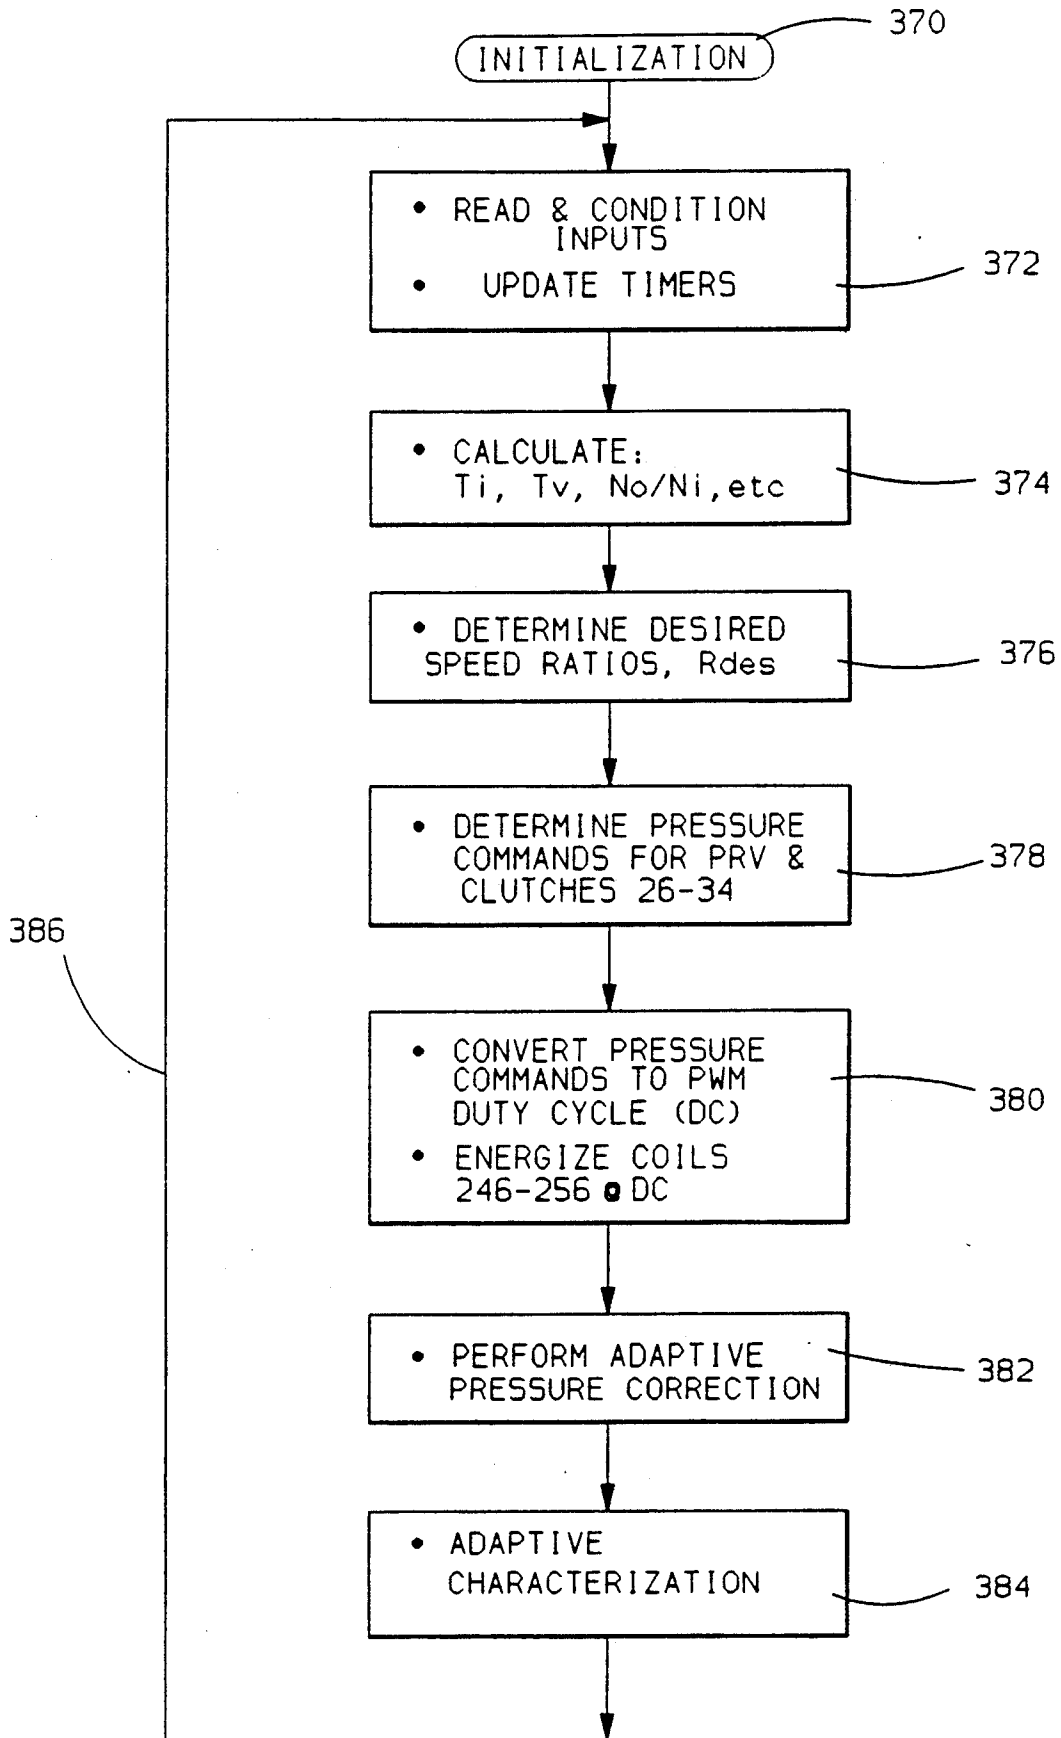 370
INITIALIZATION
• READ & CONDITION
INPUTS
• UPDATE TIMERS
372
• CALCULATE:
Ti, Tv, No/Ni, etc
374
• DETERMINE DESIRED
SPEED RATIOS, Rdes
376
• DETERMINE PRESSURE
COMMANDS FOR PRV &
CLUTCHES 26-34
378
386
• CONVERT PRESSURE
COMMANDS TO PWM
DUTY CYCLE (DC)
• ENERGIZE COILS
246-256 @ DC
380
• PERFORM ADAPTIVE
PRESSURE CORRECTION
382
• ADAPTIVE
CHARACTERIZATION
384